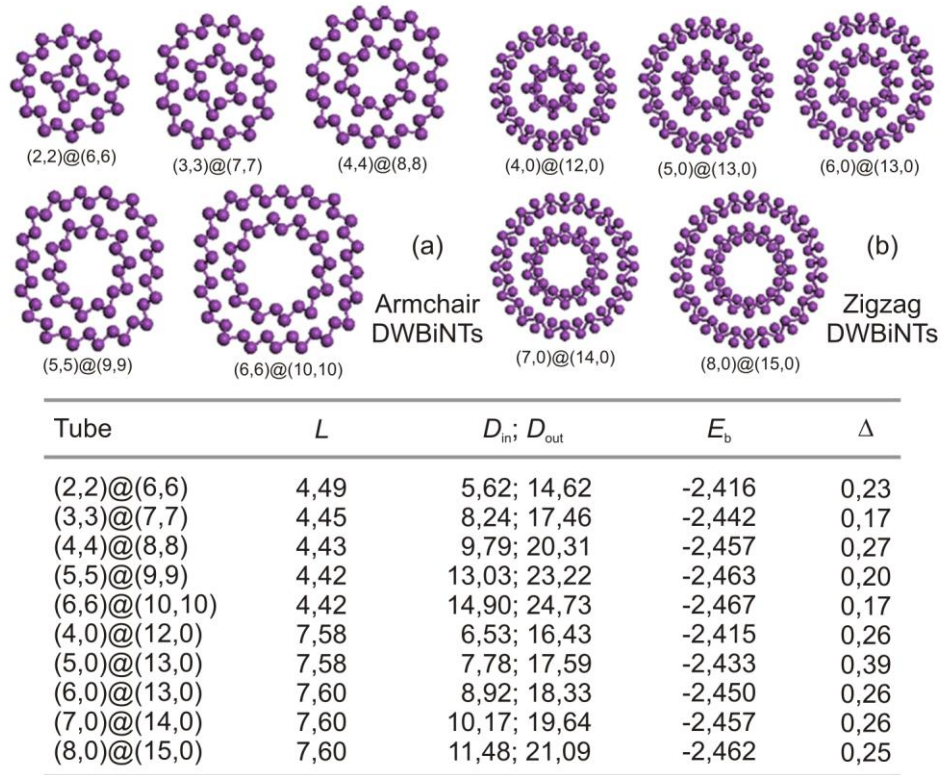 (2,2)@(6,6)
(3,3)@(7,7)
(4,4)@(8,8)
(4,0)@(12,0)
(5,0)@(13,0)
(6,0)@(13,0)
(a)
Armchair
DWBiNTs
(b)
Zigzag
DWBiNTs
(5,5)@(9,9)
(6,6)@(10,10)
(7,0)@(14,0)
(8,0)@(15,0)
Tube L Din; Dout Eb Δ
(2,2)@(6,6) 4,49 5,62; 14,62 -2,416 0,23
(3,3)@(7,7) 4,45 8,24; 17,46 -2,442 0,17
(4,4)@(8,8) 4,43 9,79; 20,31 -2,457 0,27
(5,5)@(9,9) 4,42 13,03; 23,22 -2,463 0,20
(6,6)@(10,10) 4,42 14,90; 24,73 -2,467 0,17
(4,0)@(12,0) 7,58 6,53; 16,43 -2,415 0,26
(5,0)@(13,0) 7,58 7,78; 17,59 -2,433 0,39
(6,0)@(13,0) 7,60 8,92; 18,33 -2,450 0,26
(7,0)@(14,0) 7,60 10,17; 19,64 -2,457 0,26
(8,0)@(15,0) 7,60 11,48; 21,09 -2,462 0,25